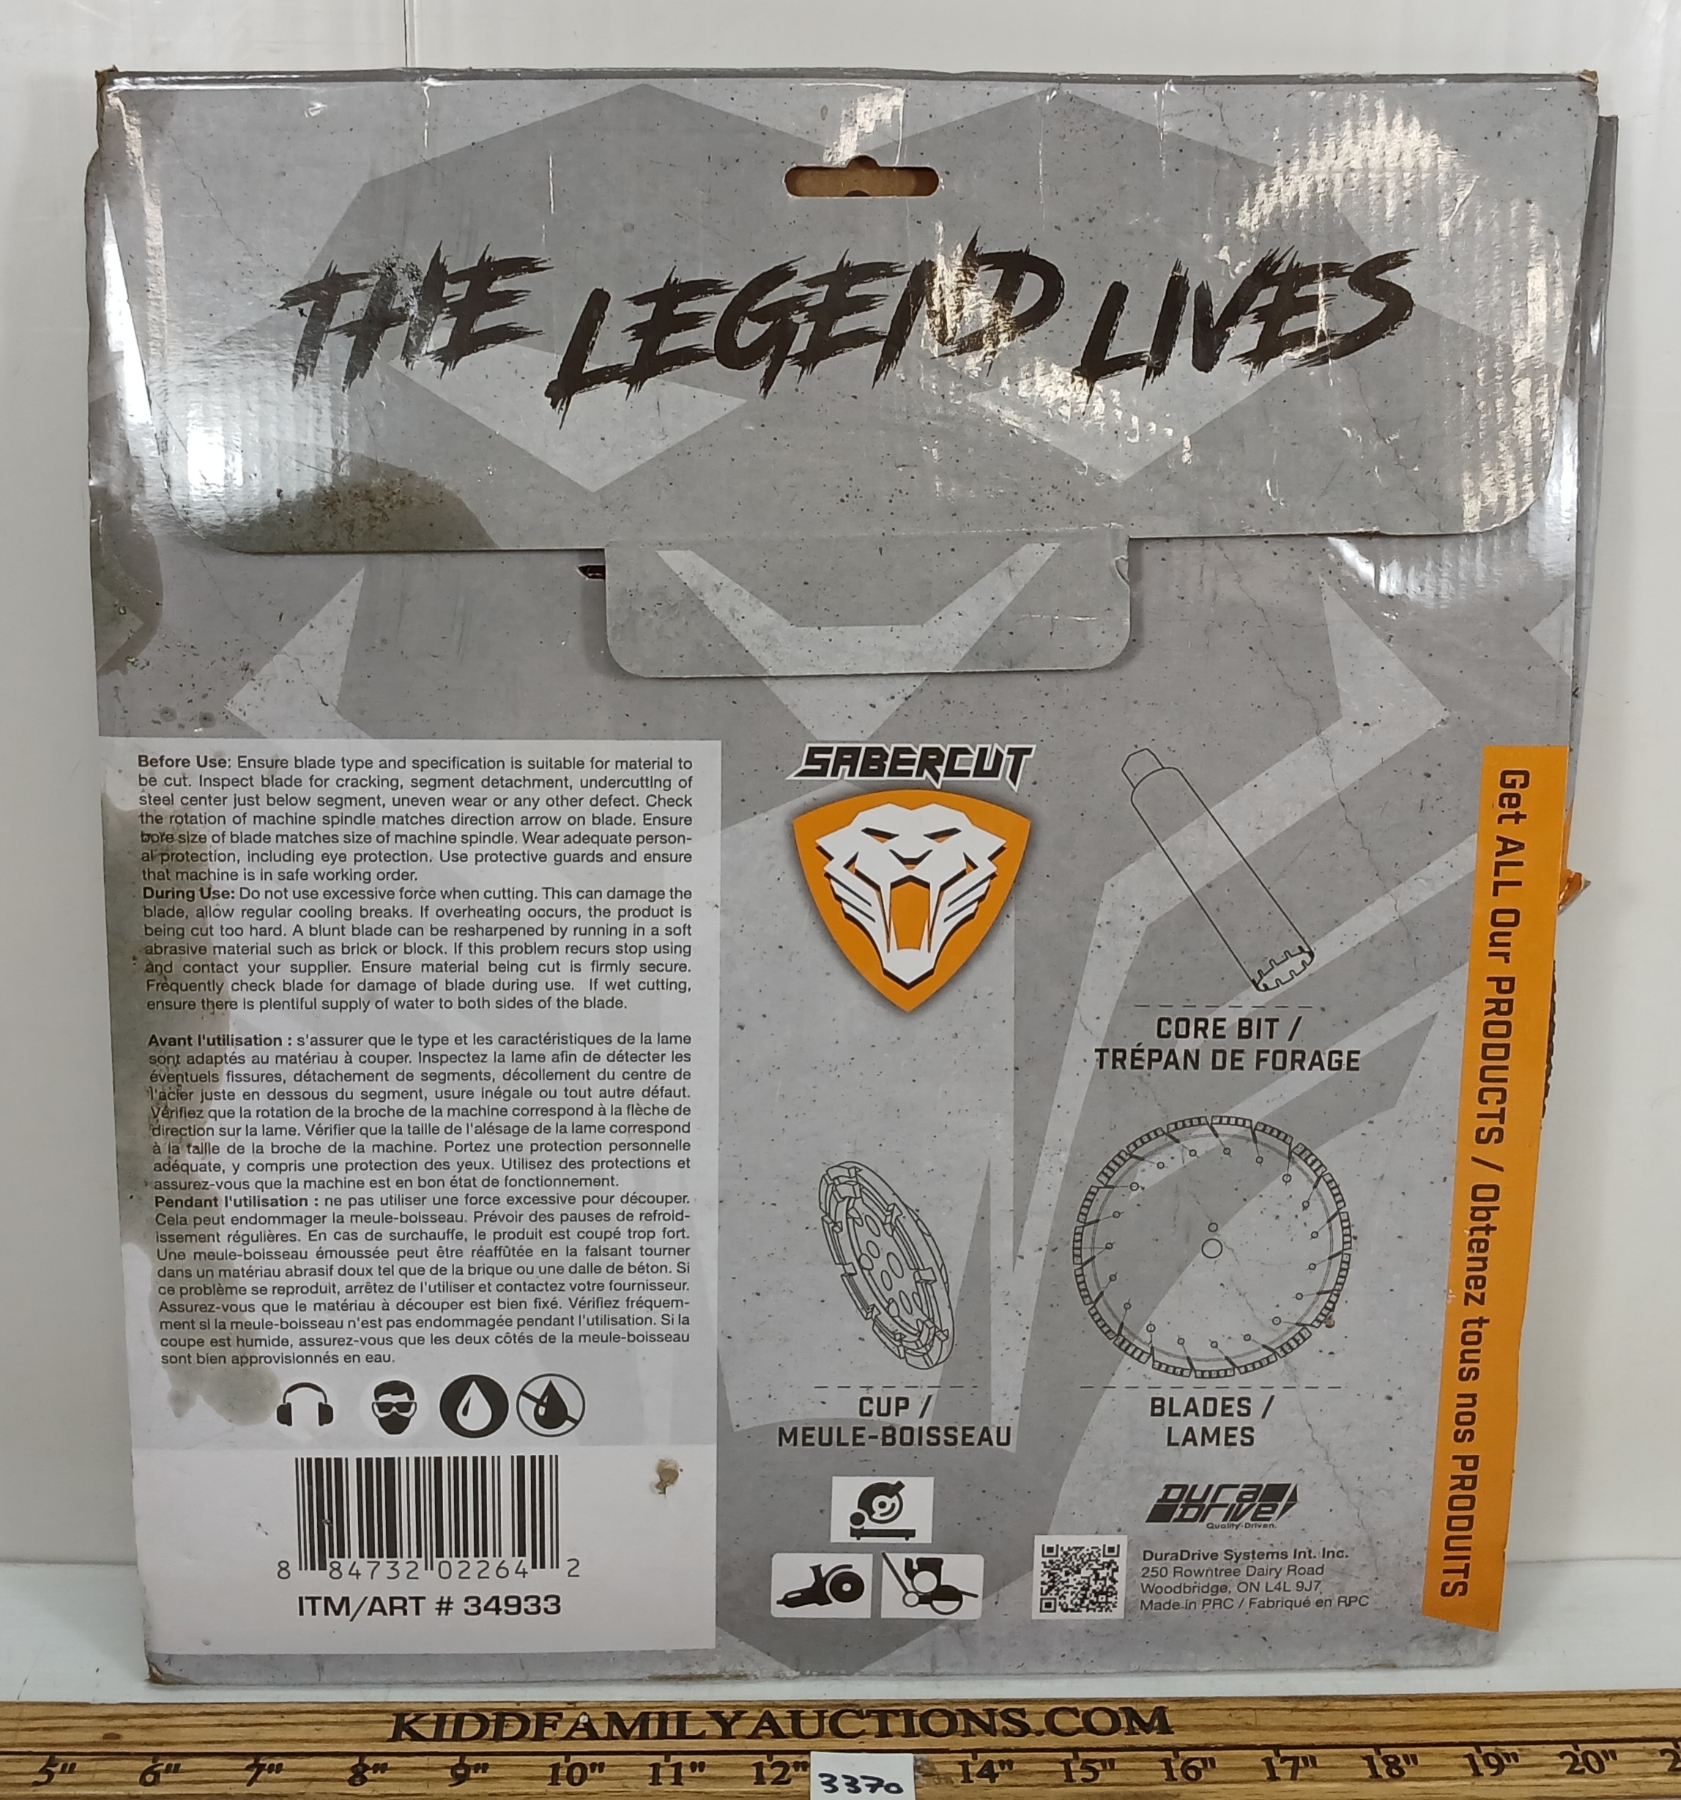 THE LEGEND LIVES
Before Use: Ensure blade type and specification is suitable for material to
be cut. Inspect blade for cracking, segment detachment, undercutting of
steel center just below segment, uneven wear or any other defect. Check
the rotation of machine spindle matches direction arrow on blade. Ensure
bore size of blade matches size of machine spindle. Wear adequate person-
al protection, including eye protection. Use protective guards and ensure
that machine is in safe working order.
During Use: Do not use excessive force when cutting. This can damage the
blade, allow regular cooling breaks. If overheating occurs, the product is
being cut too hard. A blunt blade can be resharpened by running in a soft
abrasive material such as brick or block. If this problem recurs stop using
and contact your supplier. Ensure material being cut is firmly secure.
Frequently check blade for damage of blade during use. If wet cutting,
ensure there is plentiful supply of water to both sides of the blade.
Avant l'utilisation : s'assurer que le type et les caractéristiques de la lame
sont adaptés au matériau à couper. Inspectez la lame afin de détecter les
éventuels fissures, détachement de segments, décollement du centre de
l'acier juste en dessous du segment, usure inégale ou tout autre défaut.
Vérifiez que la rotation de la broche de la machine correspond à la flèche de
direction sur la lame. Vérifier que la taille de l'alésage de la lame correspond
à la taille de la broche de la machine. Portez une protection personnelle
adéquate, y compris une protection des yeux. Utilisez des protections et
assurez-vous que la machine est en bon état de fonctionnement.
Pendant l'utilisation : ne pas utiliser une force excessive pour découper.
Cela peut endommager la meule-boisseau. Prévoir des pauses de refroid-
issement régulières. En cas de surchauffe, le produit est coupé trop fort.
Une meule-boisseau émoussée peut être réaffûtée en la faisant tourner
dans un matériau abrasif doux tel que de la brique ou une dalle de béton. Si
ce problème se reproduit, arrêtez de l'utiliser et contactez votre fournisseur.
Assurez-vous que le matériau à découper est bien fixé. Vérifiez fréquem-
ment si la meule-boisseau n'est pas endommagée pendant l'utilisation. Si la
coupe est humide, assurez-vous que les deux côtés de la meule-boisseau
sont bien approvisionnés en eau.
8 84732 02264 2
ITM/ART # 34933
SABERCUT
CORE BIT /
TRÉPAN DE FORAGE
CUP /
MEULE-BOISSEAU
BLADES /
LAMES
DURA
DRIVE
Quality-Driven.
DuraDrive Systems Int. Inc.
250 Rowntree Dairy Road
Woodbridge, ON L4L 9J7
Made in PRC / Fabriqué en RPC
Get ALL Our PRODUCTS / Obtenez tous nos PRODUITS
KIDDFAMILYAUCTIONS.COM
5" 6" 7" 8" 9" 10" 11" 12" 14" 15" 16" 17" 18" 19" 20"
3370